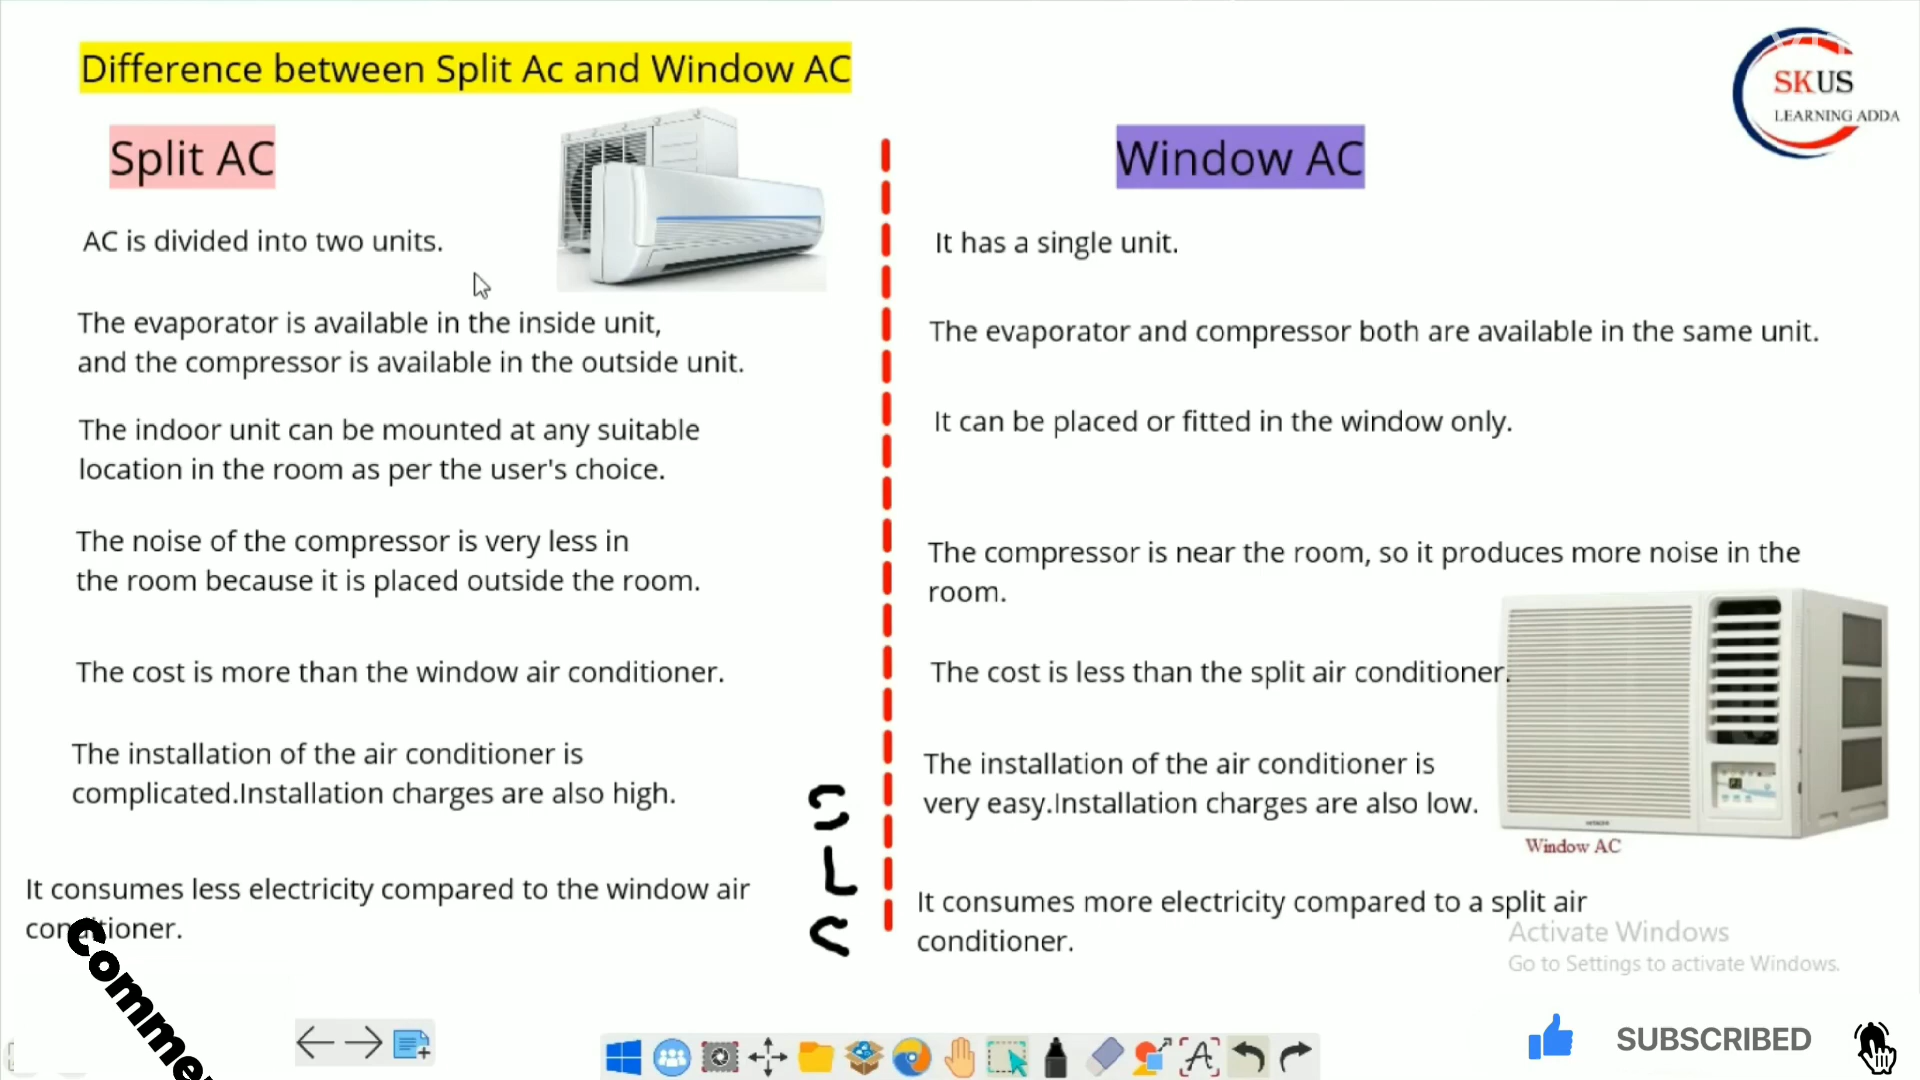 Difference between Split Ac and Window AC
SKUS
LEARNING ADDA
Split AC
Window AC
AC is divided into two units.
It has a single unit.
The evaporator is available in the inside unit,
and the compressor is available in the outside unit.
The evaporator and compressor both are available in the same unit.
The indoor unit can be mounted at any suitable
location in the room as per the user's choice.
It can be placed or fitted in the window only.
The noise of the compressor is very less in
the room because it is placed outside the room.
The compressor is near the room, so it produces more noise in the
room.
The cost is more than the window air conditioner.
The cost is less than the split air conditioner.
The installation of the air conditioner is
complicated.Installation charges are also high.
The installation of the air conditioner is
very easy.Installation charges are also low.
Window AC
S
L
C
It consumes less electricity compared to the window air
conditioner.
It consumes more electricity compared to a split air
conditioner.
Activate Windows
Go to Settings to activate Windows.
SUBSCRIBED